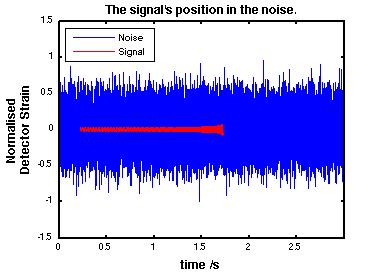 The signal's position in the noise.
Noise
Signal
Normalised
Detector Strain
1.5
1
0.5
0
-0.5
-1
-1.5
0 0.5 1 1.5 2 2.5
time /s